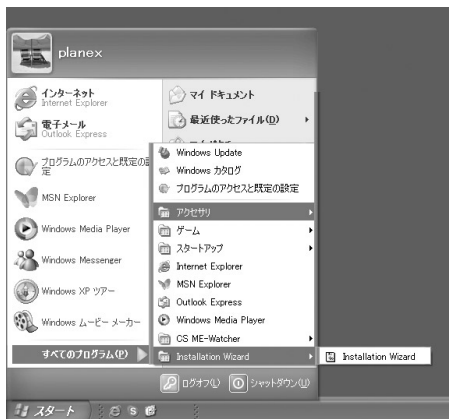 planex
インターネット
Internet Explorer
電子メール
Outlook Express
プログラムのアクセスと既定の
定
MSN Explorer
Windows Media Player
Windows Messenger
Windows XP ツアー
Windows ムービー メーカー
すべてのプログラム(P)
マイ ドキュメント
最近使ったファイル(D)
Windows Update
Windows カタログ
プログラムのアクセスと既定の設定
アクセサリ
ゲーム
スタートアップ
Internet Explorer
MSN Explorer
Outlook Express
Windows Media Player
CS ME-Watcher
Installation Wizard
Installation Wizard
ログオフ(L)
シャットダウン(U)
スタート